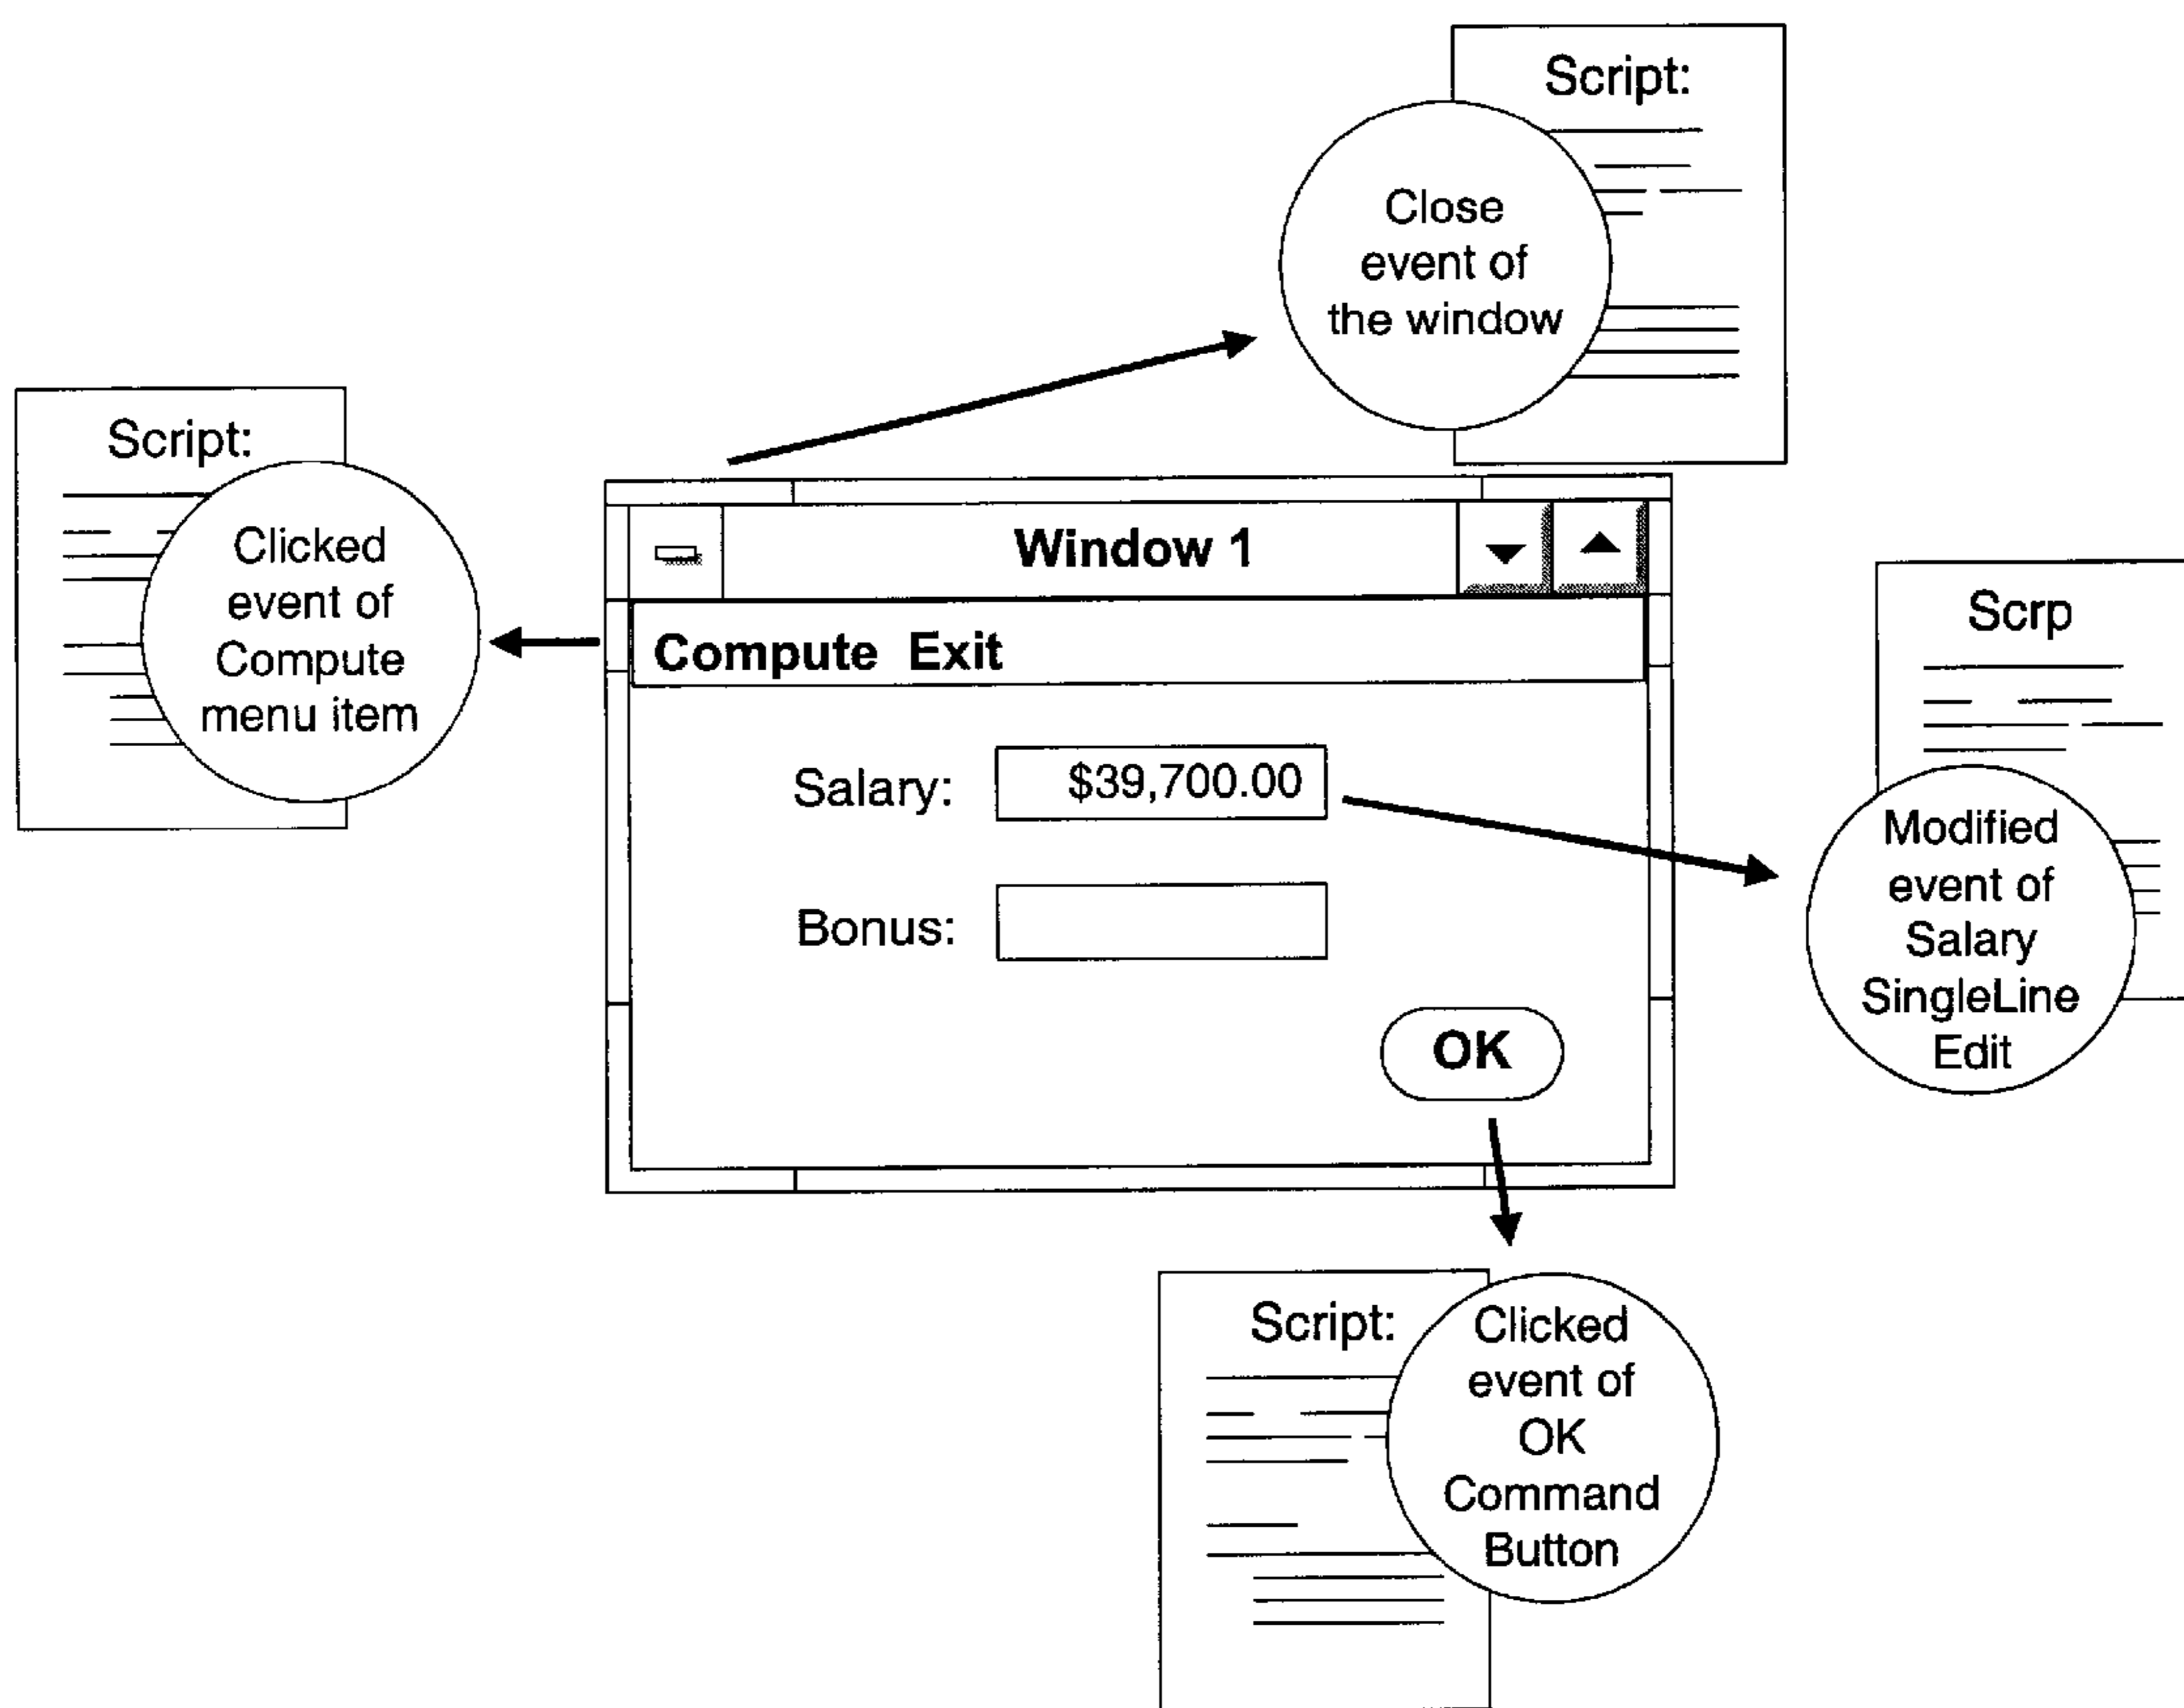 Script:
Close
event of
the window
Script:
Clicked
event of
Compute
menu item
Window 1
Compute Exit
Salary: $39,700.00
Bonus:
OK
Scrp
Modified
event of
Salary
SingleLine
Edit
Script:
Clicked
event of
OK
Command
Button